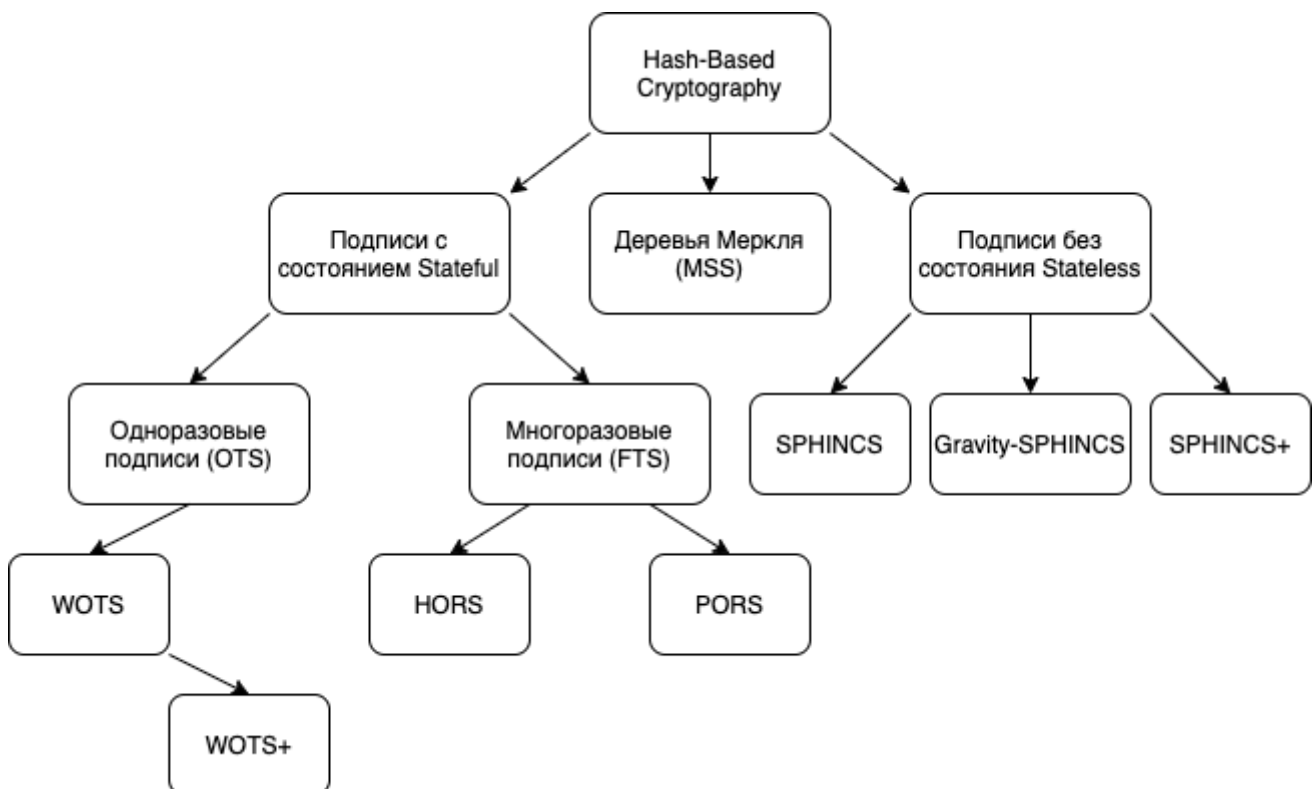 Hash-Based
Cryptography
Подписи с
состоянием Stateful
Деревья Меркля
(MSS)
Подписи без
состояния Stateless
Одноразовые
подписи (OTS)
Многоразовые
подписи (FTS)
SPHINCS
Gravity-SPHINCS
SPHINCS+
WOTS
HORS
PORS
WOTS+